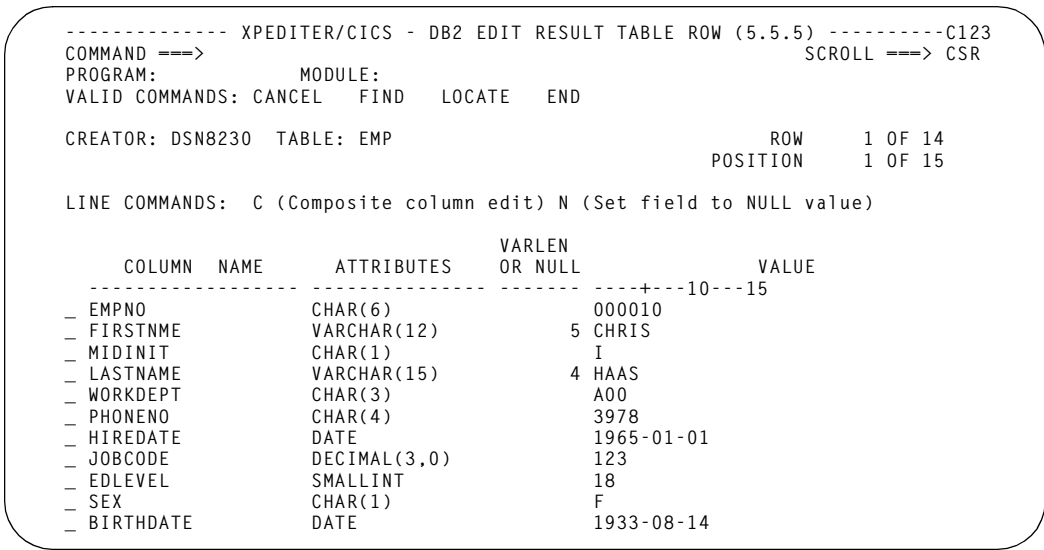 -------------- XPEDITER/CICS - DB2 EDIT RESULT TABLE ROW (5.5.5) ----------C123
COMMAND ===> SCROLL ===> CSR
PROGRAM: MODULE:
VALID COMMANDS: CANCEL FIND LOCATE END
CREATOR: DSN8230 TABLE: EMP ROW 1 OF 14
POSITION 1 OF 15
LINE COMMANDS: C (Composite column edit) N (Set field to NULL value)
VARLEN
COLUMN NAME ATTRIBUTES OR NULL VALUE
------------------ --------------- ------- ----+---10---15
_ EMPNO CHAR(6) 000010
_ FIRSTNME VARCHAR(12) 5 CHRIS
_ MIDINIT CHAR(1) I
_ LASTNAME VARCHAR(15) 4 HAAS
_ WORKDEPT CHAR(3) A00
_ PHONENO CHAR(4) 3978
_ HIREDATE DATE 1965-01-01
_ JOBCODE DECIMAL(3,0) 123
_ EDLEVEL SMALLINT 18
_ SEX CHAR(1) F
_ BIRTHDATE DATE 1933-08-14